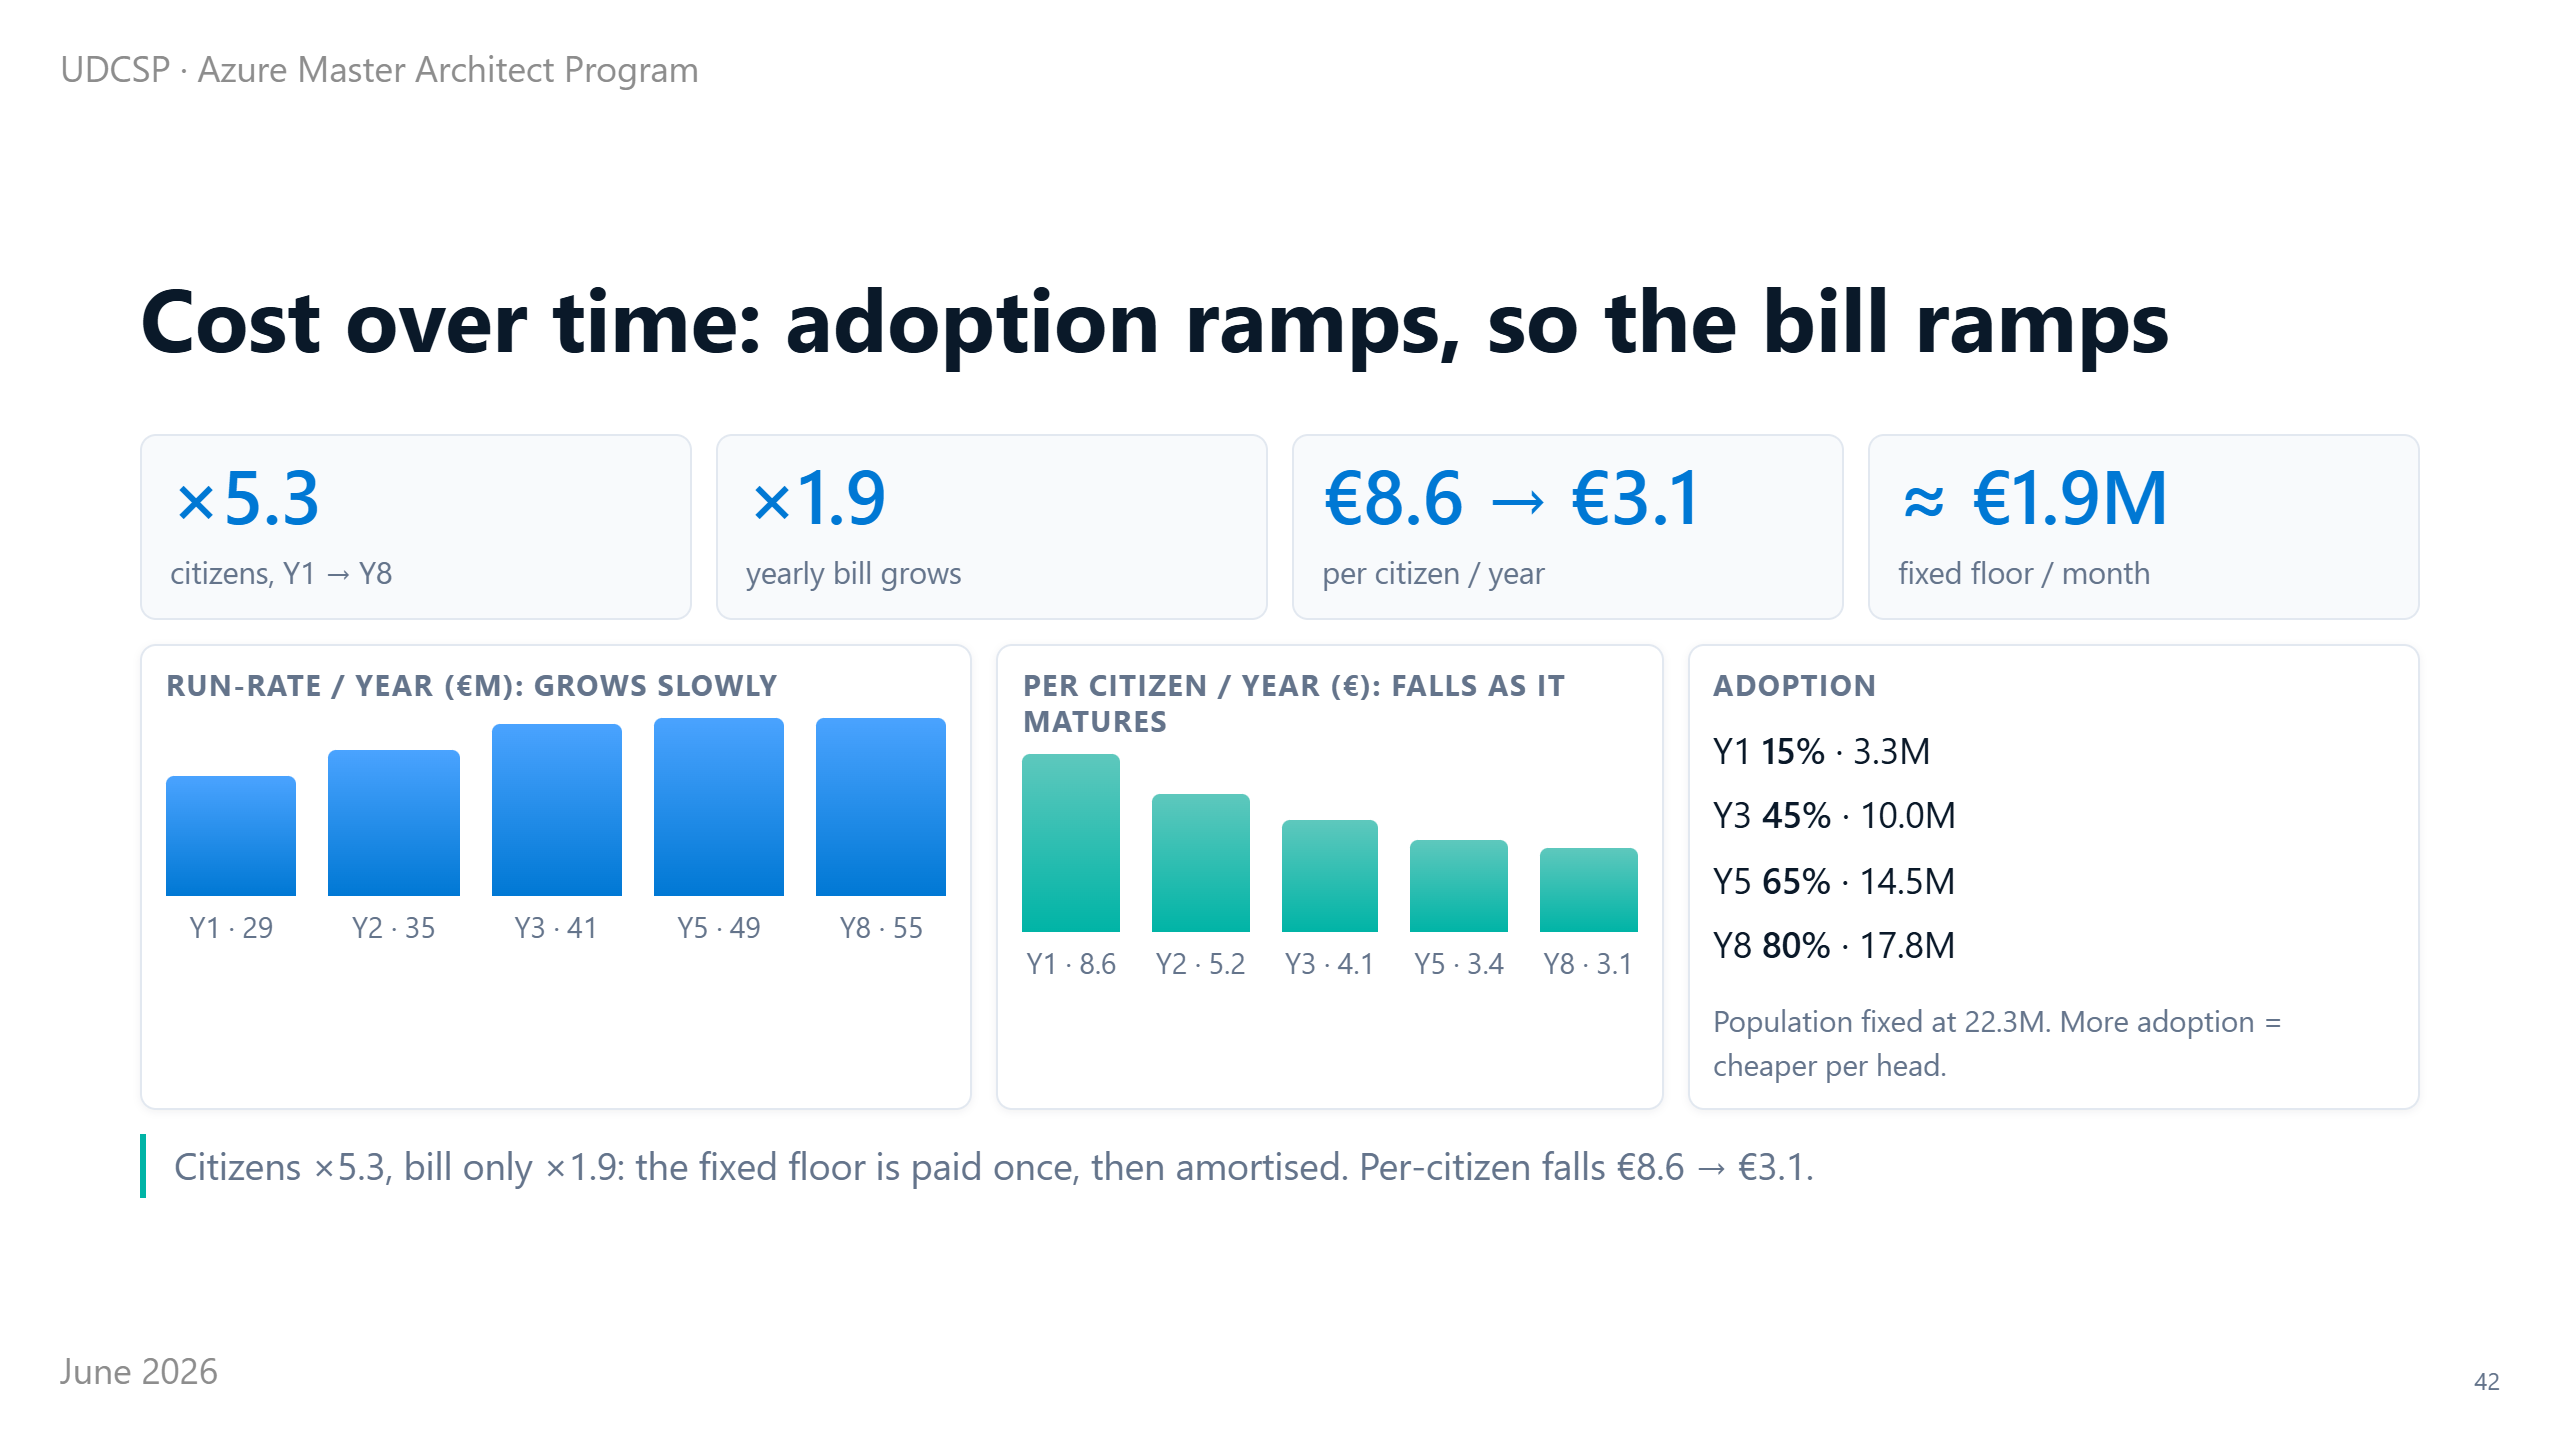 UDCSP · Azure Master Architect Program
Cost over time: adoption ramps, so the bill ramps
×5.3
citizens, Y1 → Y8
×1.9
yearly bill grows
€8.6 → €3.1
per citizen / year
≈ €1.9M
fixed floor / month
RUN-RATE / YEAR (€M): GROWS SLOWLY
Y1 · 29
Y2 · 35
Y3 · 41
Y5 · 49
Y8 · 55
PER CITIZEN / YEAR (€): FALLS AS IT
MATURES
Y1 · 8.6
Y2 · 5.2
Y3 · 4.1
Y5 · 3.4
Y8 · 3.1
ADOPTION
Y1 15% · 3.3M
Y3 45% · 10.0M
Y5 65% · 14.5M
Y8 80% · 17.8M
Population fixed at 22.3M. More adoption =
cheaper per head.
Citizens ×5.3, bill only ×1.9: the fixed floor is paid once, then amortised. Per-citizen falls €8.6 → €3.1.
June 2026
42